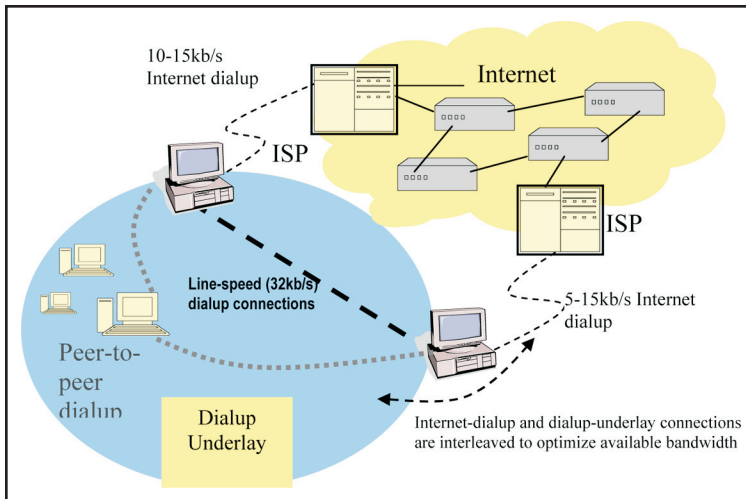 10-15kb/s
Internet dialup
Internet
ISP
ISP
Line-speed (32kb/s)
dialup connections
5-15kb/s Internet
dialup
Peer-to-
peer
dialup
Dialup
Underlay
Internet-dialup and dialup-underlay connections
are interleaved to optimize available bandwidth